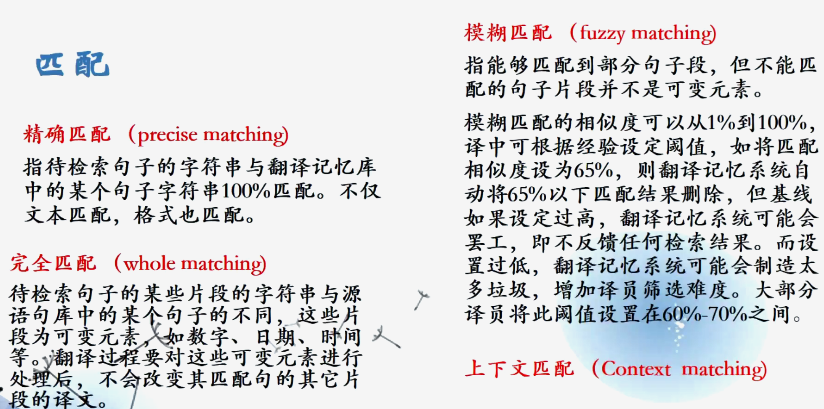 匹配
精确匹配 （precise matching)
指待检索句子的字符串与翻译记忆库
中的某个句子字符串100%匹配。不仅
文本匹配，格式也匹配。
完全匹配 （whole matching)
待检索句子的某些片段的字符串与源
语句库中的某个句子的不同，这些片
段为可变元素，如数字、日期、时间
等。翻译过程要对这些可变元素进行
处理后，不会改变其匹配句的其它片
段的译文。
模糊匹配 （fuzzy matching)
指能够匹配到部分句子段，但不能匹
配的句子片段并不是可变元素。
模糊匹配的相似度可以从1%到100%，
译中可根据经验设定阈值，如将匹配
相似度设为65%，则翻译记忆系统自
动将65%以下匹配结果删除，但基线
如果设定过高，翻译记忆系统可能会
罢工，即不反馈任何检索结果。而设
置过低，翻译记忆系统可能会制造太
多垃圾，增加译员筛选难度。大部分
译员将此阈值设置在60%-70%之间。
上下文匹配 （Context matching)